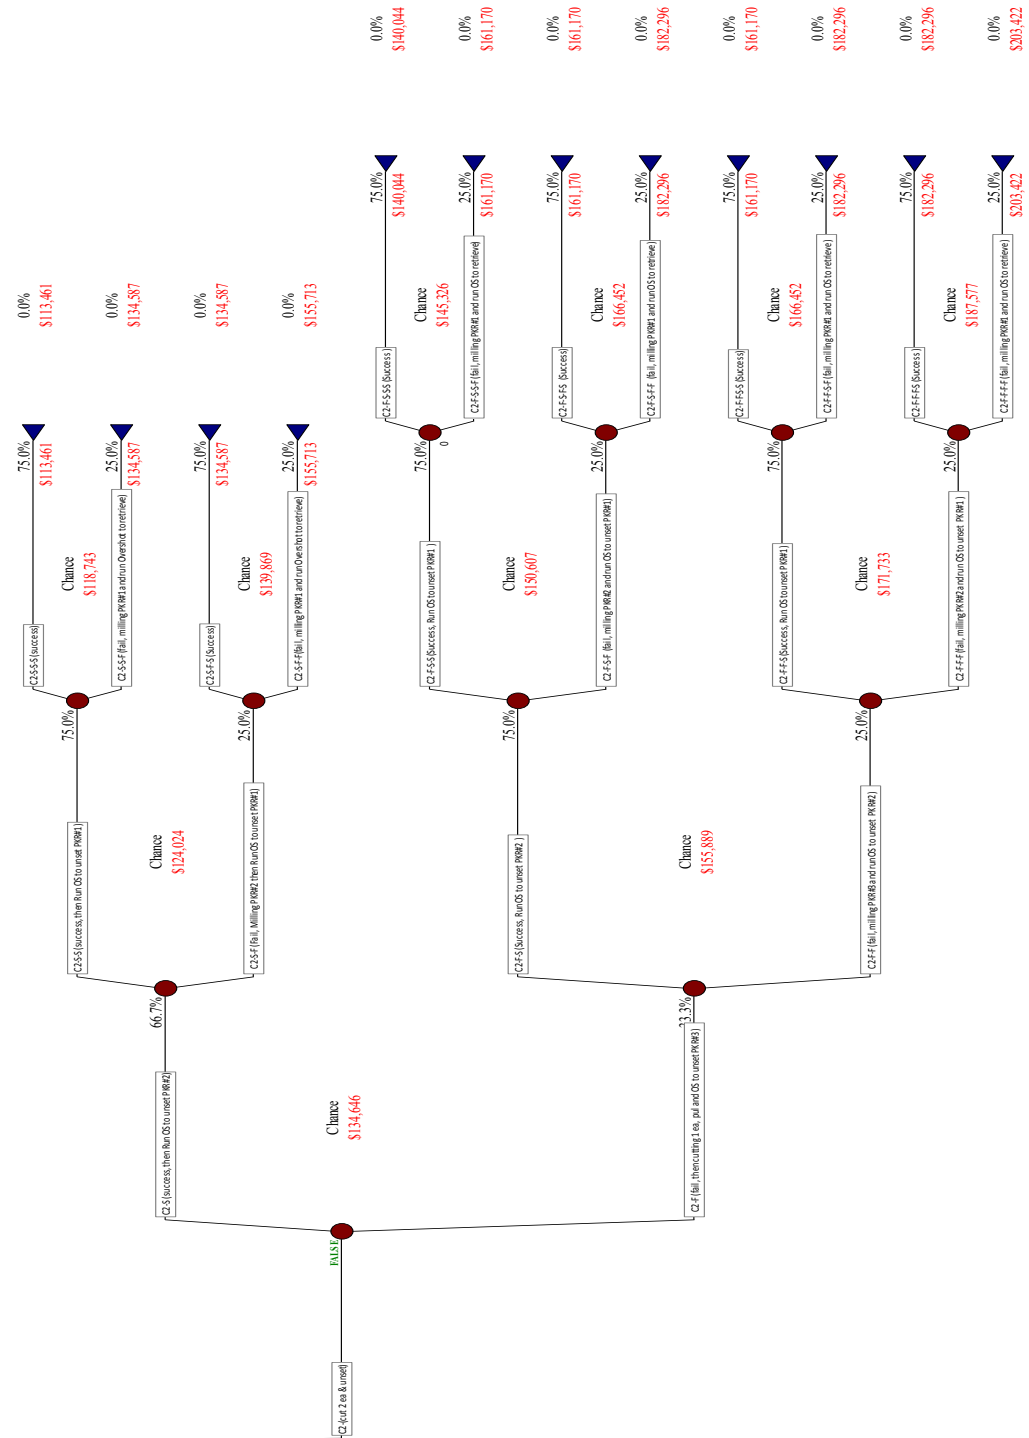 C2-(cut 2 ea & unset)
FALSE
Chance
$134,646
C2-S (success, then Run OS to unset PKR#2)
66.7%
Chance
$124,024
C2-S-S (success, then Run OS to unset PKR#1)
75.0%
Chance
$118,743
C2-S-S-S (success)
75.0%
$113,461
0.0%
$113,461
C2-S-S-F (fail, milling PKR#1 and run Overshot to retrieve)
25.0%
$134,587
0.0%
$134,587
C2-S-F (Fail, Milling PKR#2 then Run OS to unset PKR#1)
25.0%
Chance
$139,869
C2-S-F-S (Success)
75.0%
$134,587
0.0%
$134,587
C2-S-F-F (fail, milling PKR#1 and run Overshot to retrieve)
25.0%
$155,713
0.0%
$155,713
C2-F (fail, then cutting 1 ea, pul and OS to unset PKR#3)
33.3%
Chance
$155,889
C2-F-S (Success, Run OS to unset PKR#2 )
75.0%
Chance
$150,607
C2-F-S-S (Success, Run OS to unset PKR#1 )
75.0%
0
Chance
$145,326
C2-F-S-SS (Success )
75.0%
$140,044
0.0%
$140,044
C2-F-S-S-F (fail, milling PKR#1 and run OS to retrieve)
25.0%
$161,170
0.0%
$161,170
C2-F-S-F (fail, milling PKR#2 and run OS to unset PKR#1)
25.0%
Chance
$166,452
C2-F-S-FS (Success)
75.0%
$161,170
0.0%
$161,170
C2-F-S-F-F (fail, milling PKR#1 and run OS to retrieve)
25.0%
$182,296
0.0%
$182,296
C2-F-F (fail, milling PKR#3 and run OS to unset PKR#2)
25.0%
Chance
$171,733
C2-F-F-S (Success, Run OS to unset PKR#1)
75.0%
Chance
$166,452
C2-F-FS-S (Success)
75.0%
$161,170
0.0%
$161,170
C2-F-F-S-F (fail, milling PKR#1 and run OS to retrieve)
25.0%
$182,296
0.0%
$182,296
C2-F-F-F (fail, milling PKR#2 and run OS to unset PKR#1 )
25.0%
Chance
$187,577
C2-F-F-FS (Success )
75.0%
$182,296
0.0%
$182,296
C2-F-F-F-F (fail, milling PKR#1 and run OS to retrieve)
25.0%
$203,422
0.0%
$203,422